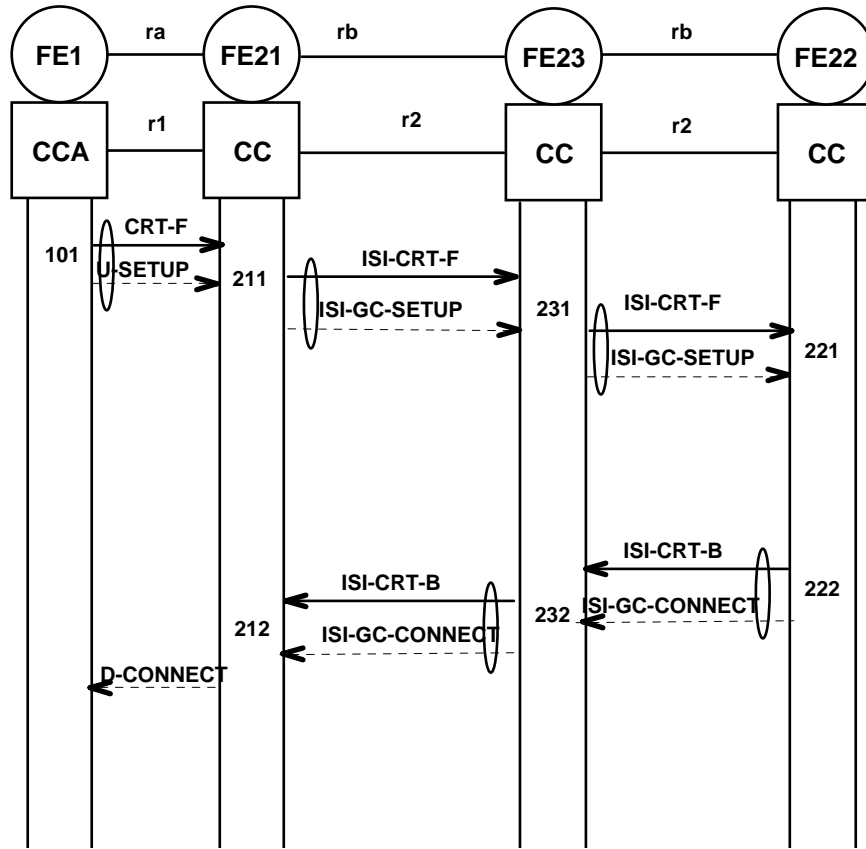 ra
rb
rb
FE1
FE21
FE23
FE22
r1
r2
r2
CCA
CC
CC
CC
CRT-F
101
U-SETUP
211
ISI-CRT-F
ISI-GC-SETUP
231
ISI-CRT-F
ISI-GC-SETUP
221
ISI-CRT-B
ISI-GC-CONNECT
222
ISI-CRT-B
232
212
ISI-GC-CONNECT
D-CONNECT